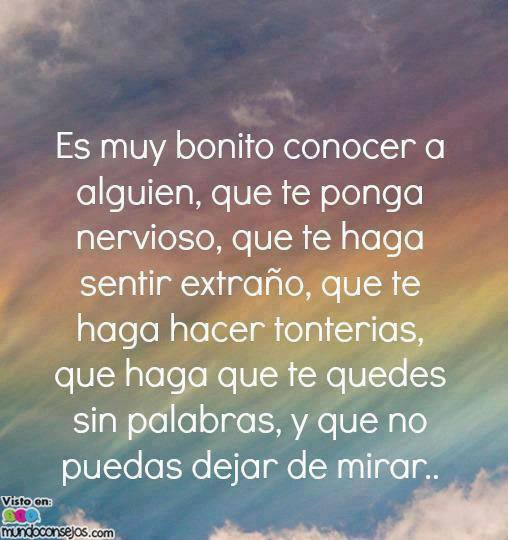 Es muy bonito conocer a
alguien, que te ponga
nervioso, que te haga
sentir extraño, que te
haga hacer tonterias,
que haga que te quedes
sin palabras, y que no
puedas dejar de mirar..
Visto en:
mundoconsejos.com